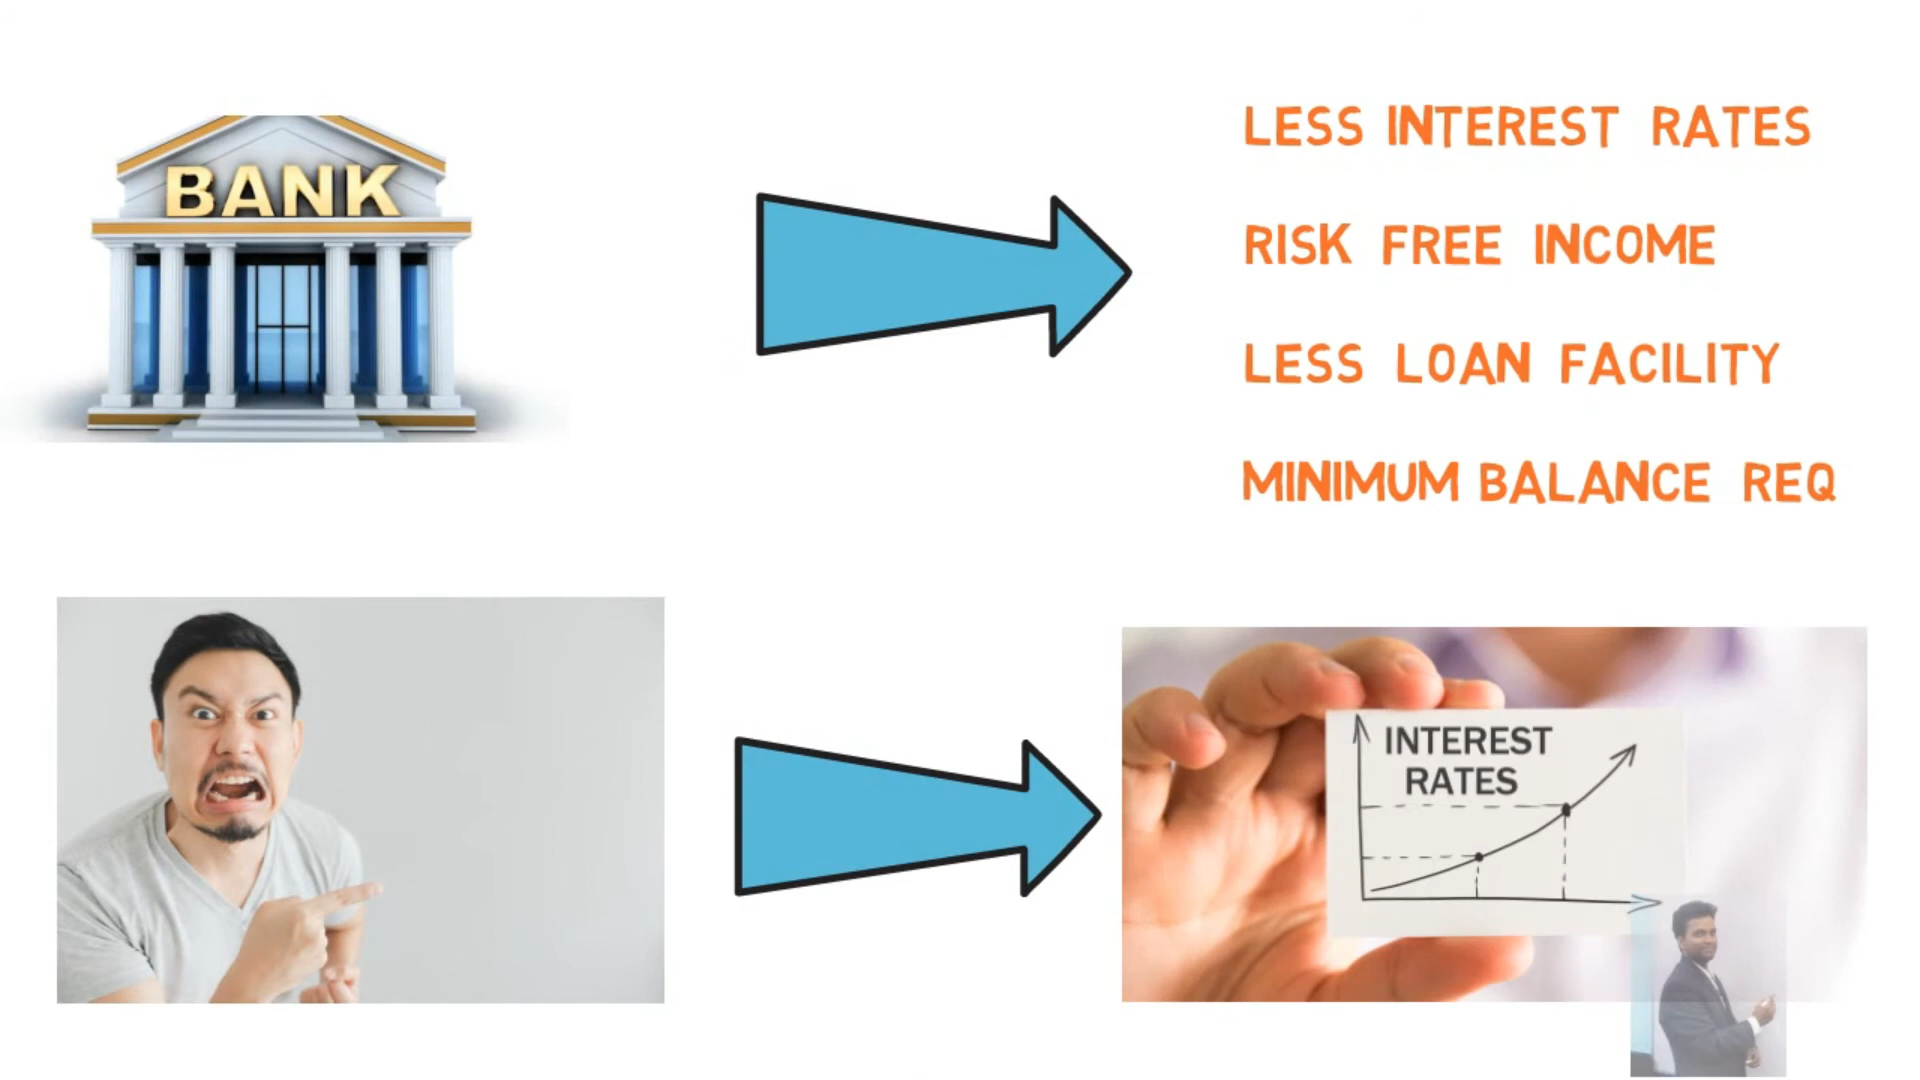 BANK
LESS INTEREST RATES
RISK FREE INCOME
LESS LOAN FACILITY
MINIMUM BALANCE REQ
INTEREST
RATES